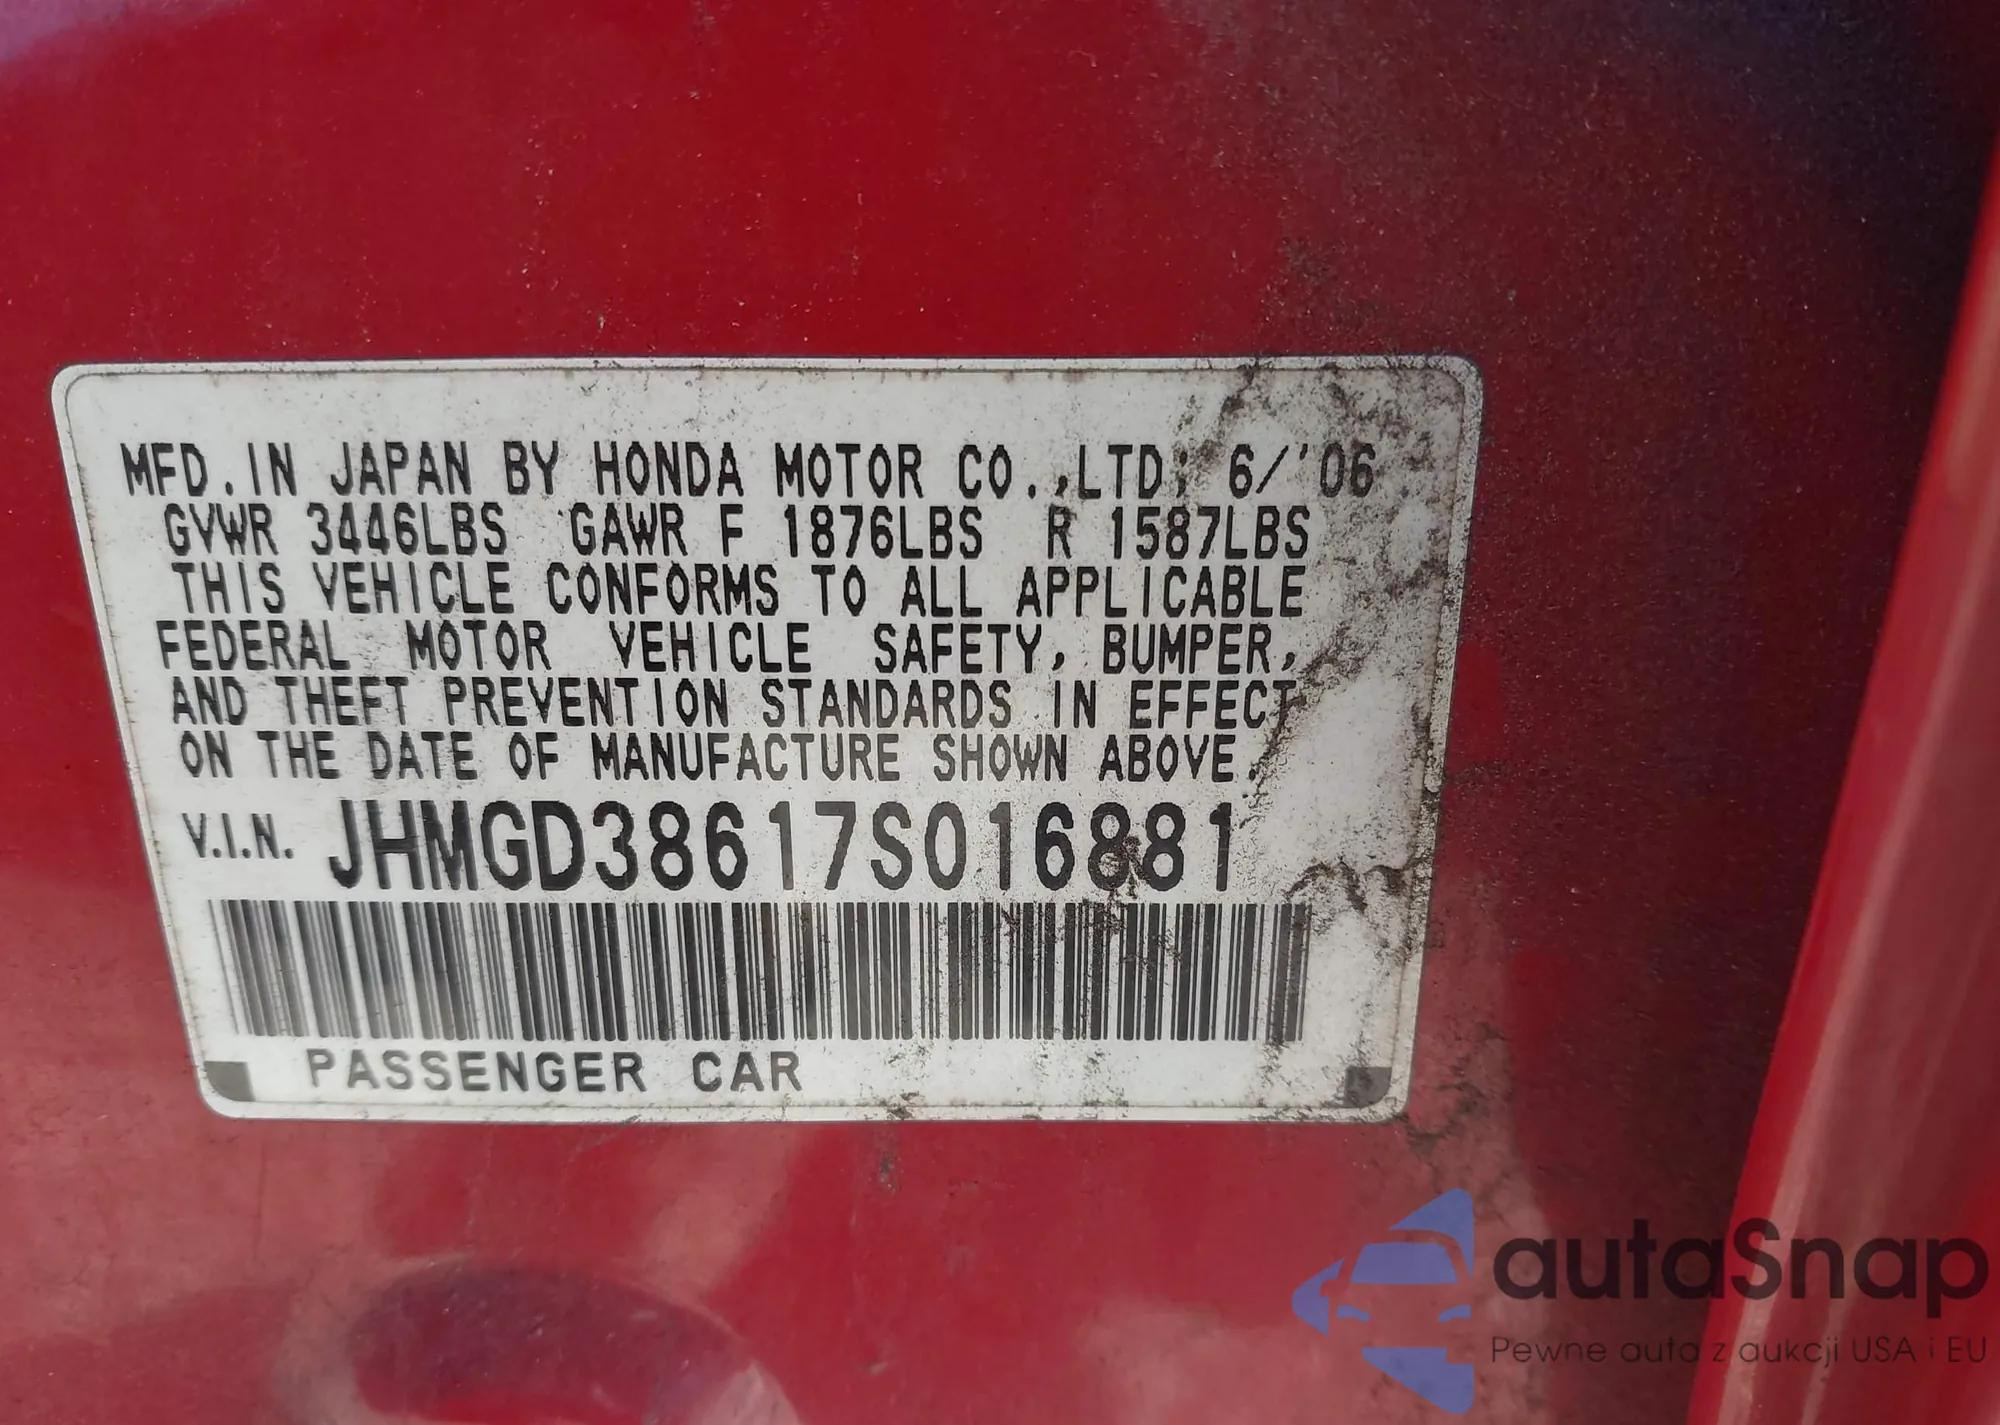 MFD.IN JAPAN BY HONDA MOTOR CO.,LTD; 6/'06
GVWR 3446LBS GAWR F 1876LBS R 1587LBS
THIS VEHICLE CONFORMS TO ALL APPLICABLE
FEDERAL MOTOR VEHICLE SAFETY, BUMPER,
AND THEFT PREVENTION STANDARDS IN EFFECT
ON THE DATE OF MANUFACTURE SHOWN ABOVE.
V.I.N. JHMGD38617S016881
PASSENGER CAR
autaSnap
Pewne auta z aukcji USA i EU